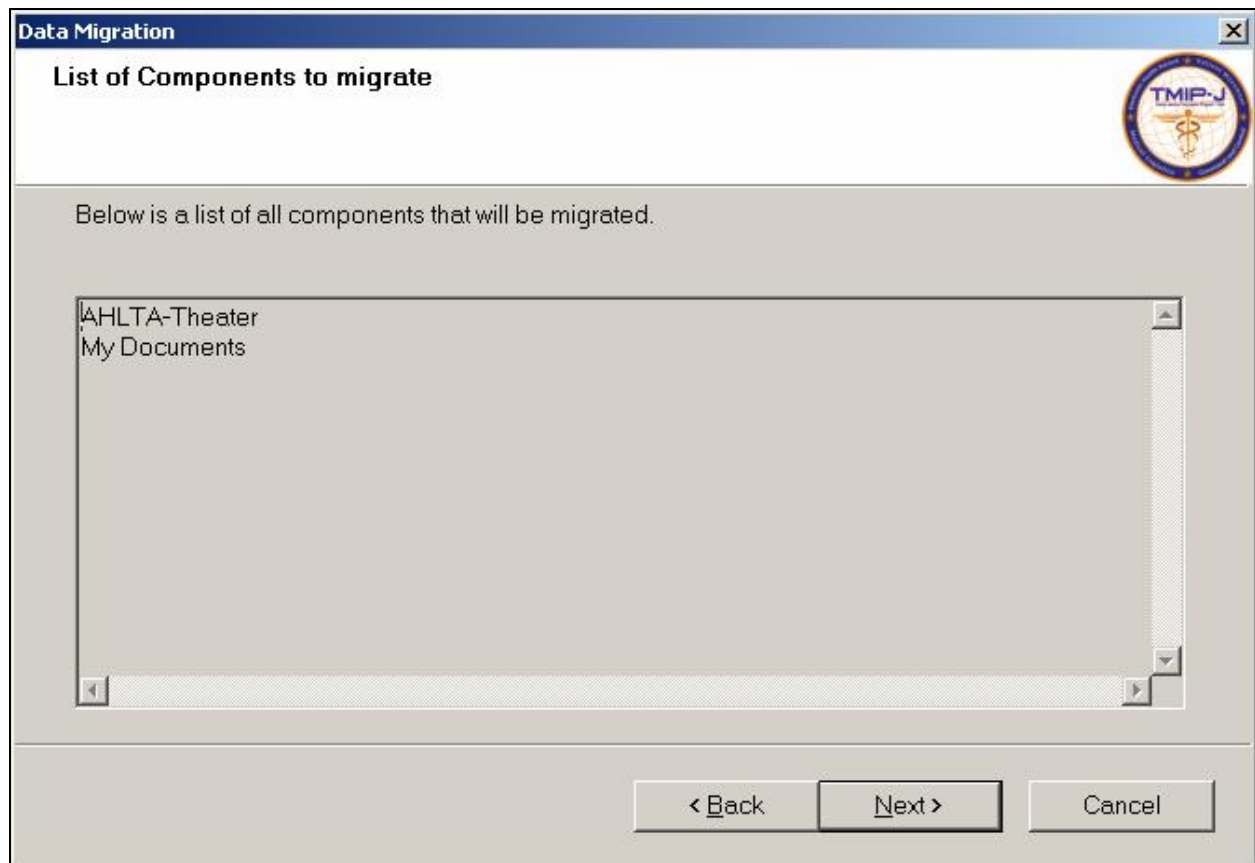 Data Migration
List of Components to migrate
TMIP-J
Below is a list of all components that will be migrated.
AHLTA-Theater
My Documents
< Back
Next >
Cancel